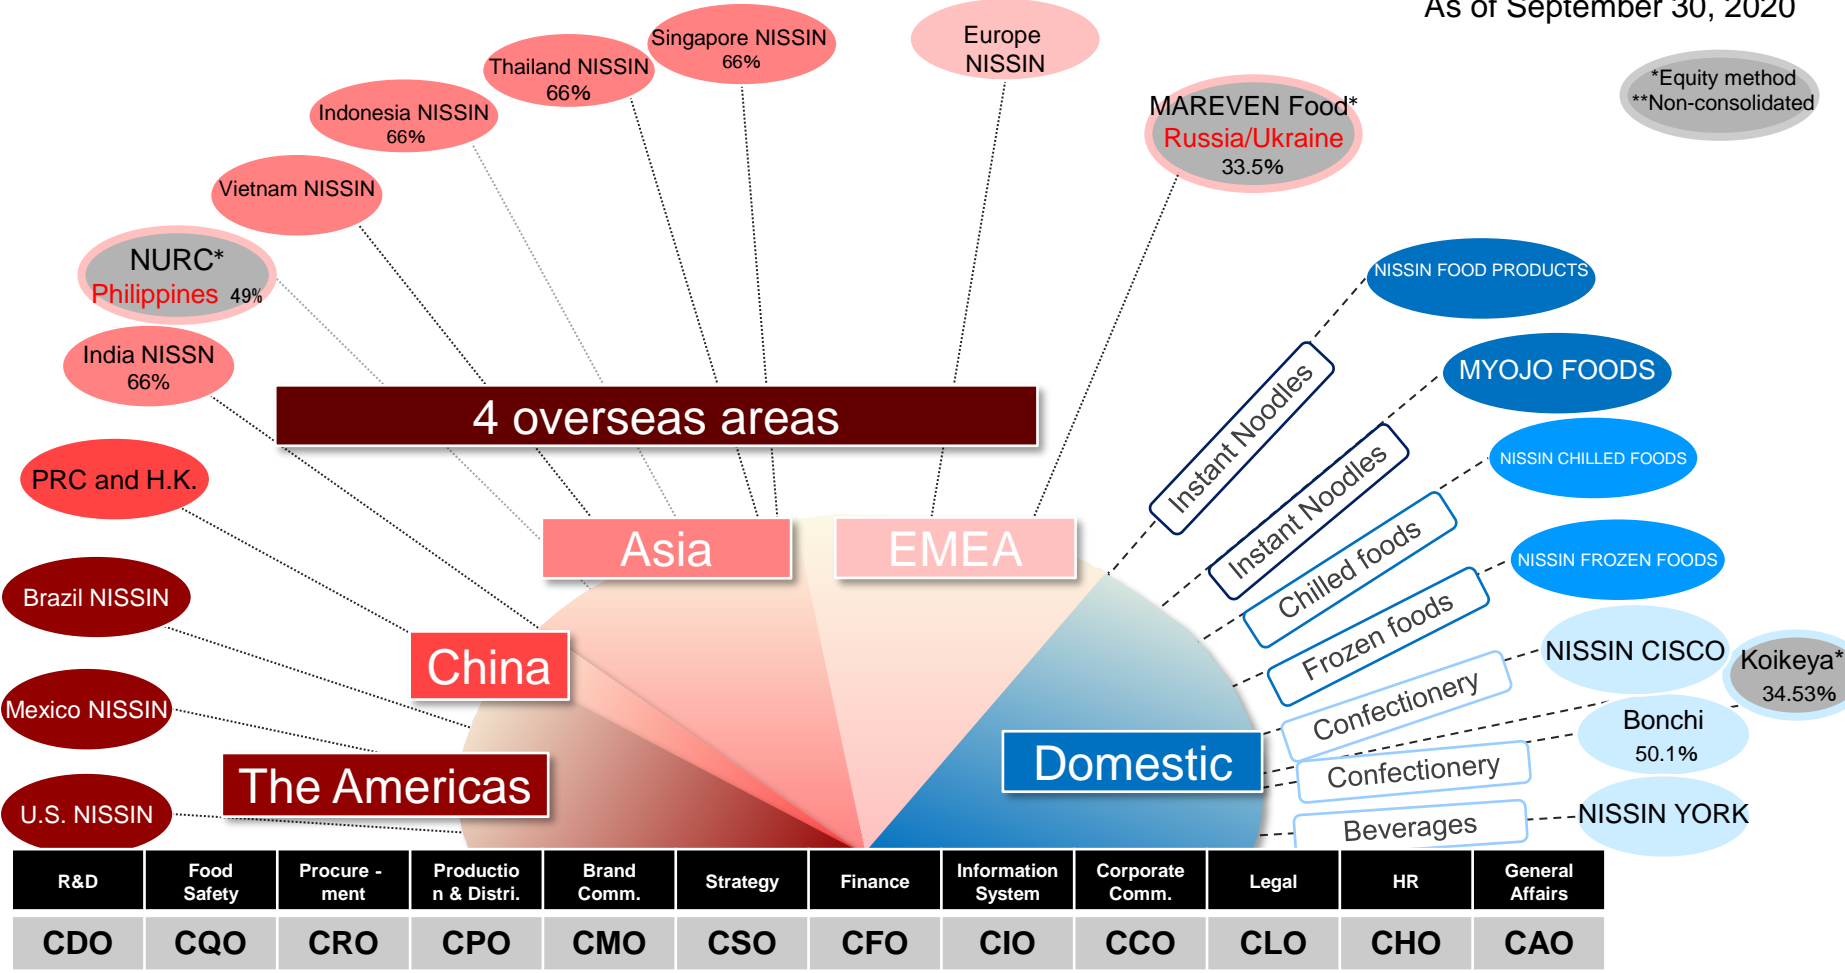 As of September 30, 2020
*Equity method
**Non-consolidated
Singapore NISSIN
66%
Europe
NISSIN
Thailand NISSIN
66%
Indonesia NISSIN
66%
MAREVEN Food*
Russia/Ukraine
33.5%
Vietnam NISSIN
NURC*
Philippines 49%
India NISSN
66%
PRC and H.K.
Brazil NISSIN
Mexico NISSIN
U.S. NISSIN
4 overseas areas
Asia
EMEA
China
The Americas
Domestic
Instant Noodles
NISSIN FOOD PRODUCTS
Instant Noodles
MYOJO FOODS
Chilled foods
NISSIN CHILLED FOODS
Frozen foods
NISSIN FROZEN FOODS
Confectionery
NISSIN CISCO
Koikeya*
34.53%
Confectionery
Bonchi
50.1%
Beverages
NISSIN YORK
R&D
Food
Safety
Procure -
ment
Productio
n & Distri.
Brand
Comm.
Strategy
Finance
Information
System
Corporate
Comm.
Legal
HR
General
Affairs
CDO
CQO
CRO
CPO
CMO
CSO
CFO
CIO
CCO
CLO
CHO
CAO